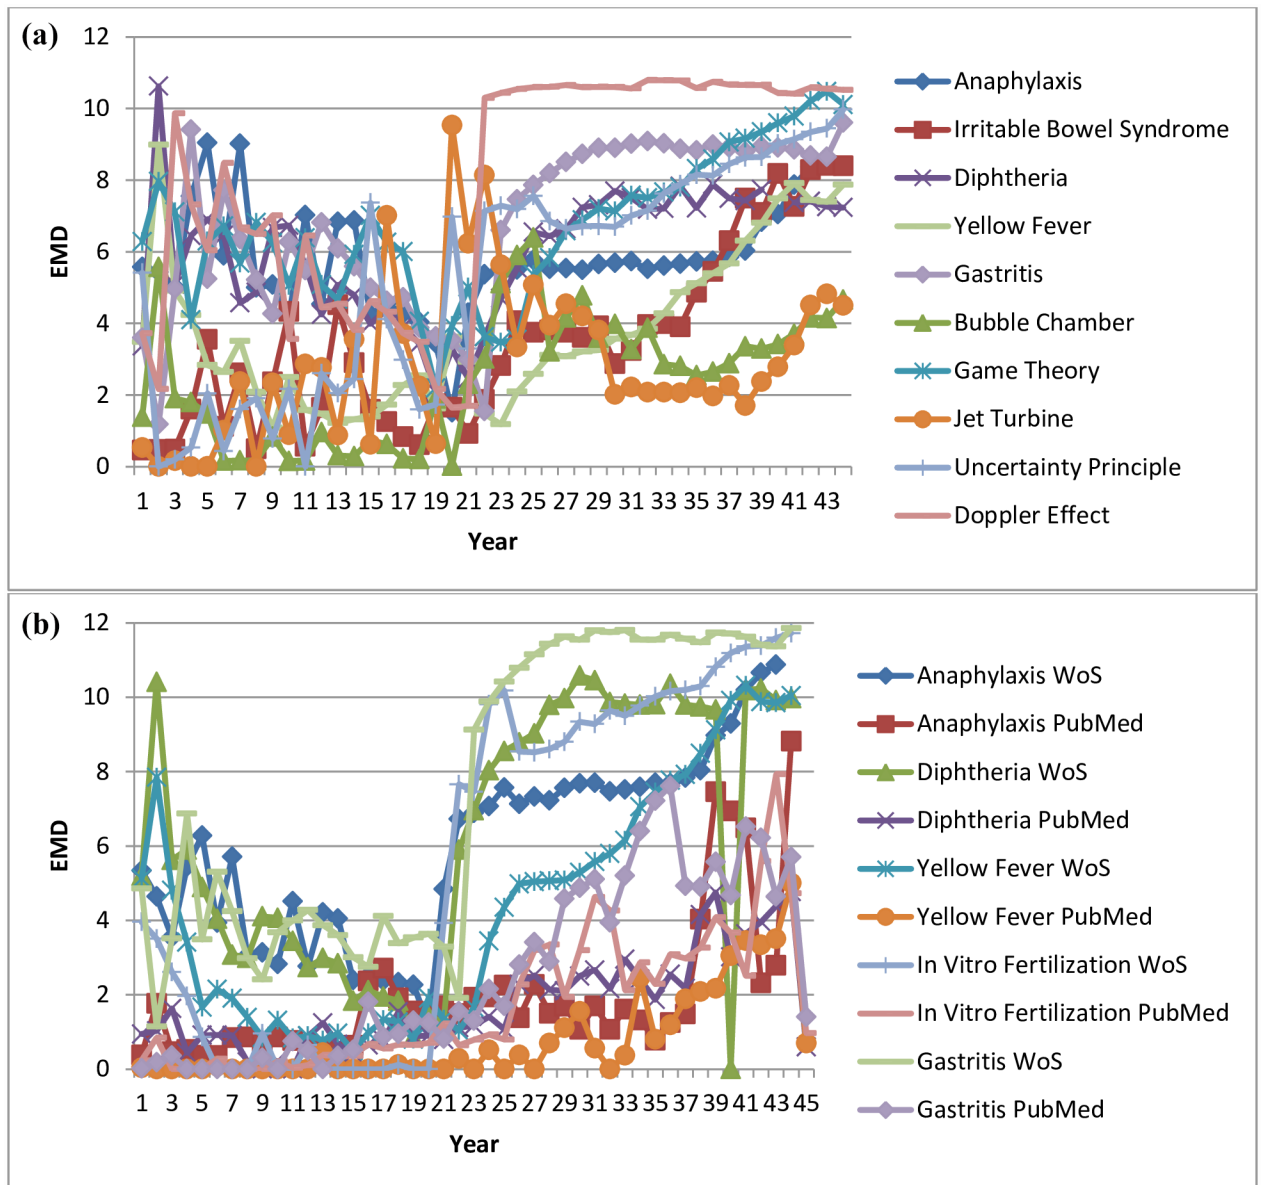 (a)
12
10
8
6
4
2
0
EMD
1 3 5 7 9 11 13 15 17 19 21 23 25 27 29 31 33 35 37 39 41 43
Year
Anaphylaxis
Irritable Bowel Syndrome
Diphtheria
Yellow Fever
Gastritis
Bubble Chamber
Game Theory
Jet Turbine
Uncertainty Principle
Doppler Effect
(b)
12
10
8
6
4
2
0
EMD
1 3 5 7 9 11 13 15 17 19 21 23 25 27 29 31 33 35 37 39 41 43 45
Year
Anaphylaxis WoS
Anaphylaxis PubMed
Diphtheria WoS
Diphtheria PubMed
Yellow Fever WoS
Yellow Fever PubMed
In Vitro Fertilization WoS
In Vitro Fertilization PubMed
Gastritis WoS
Gastritis PubMed